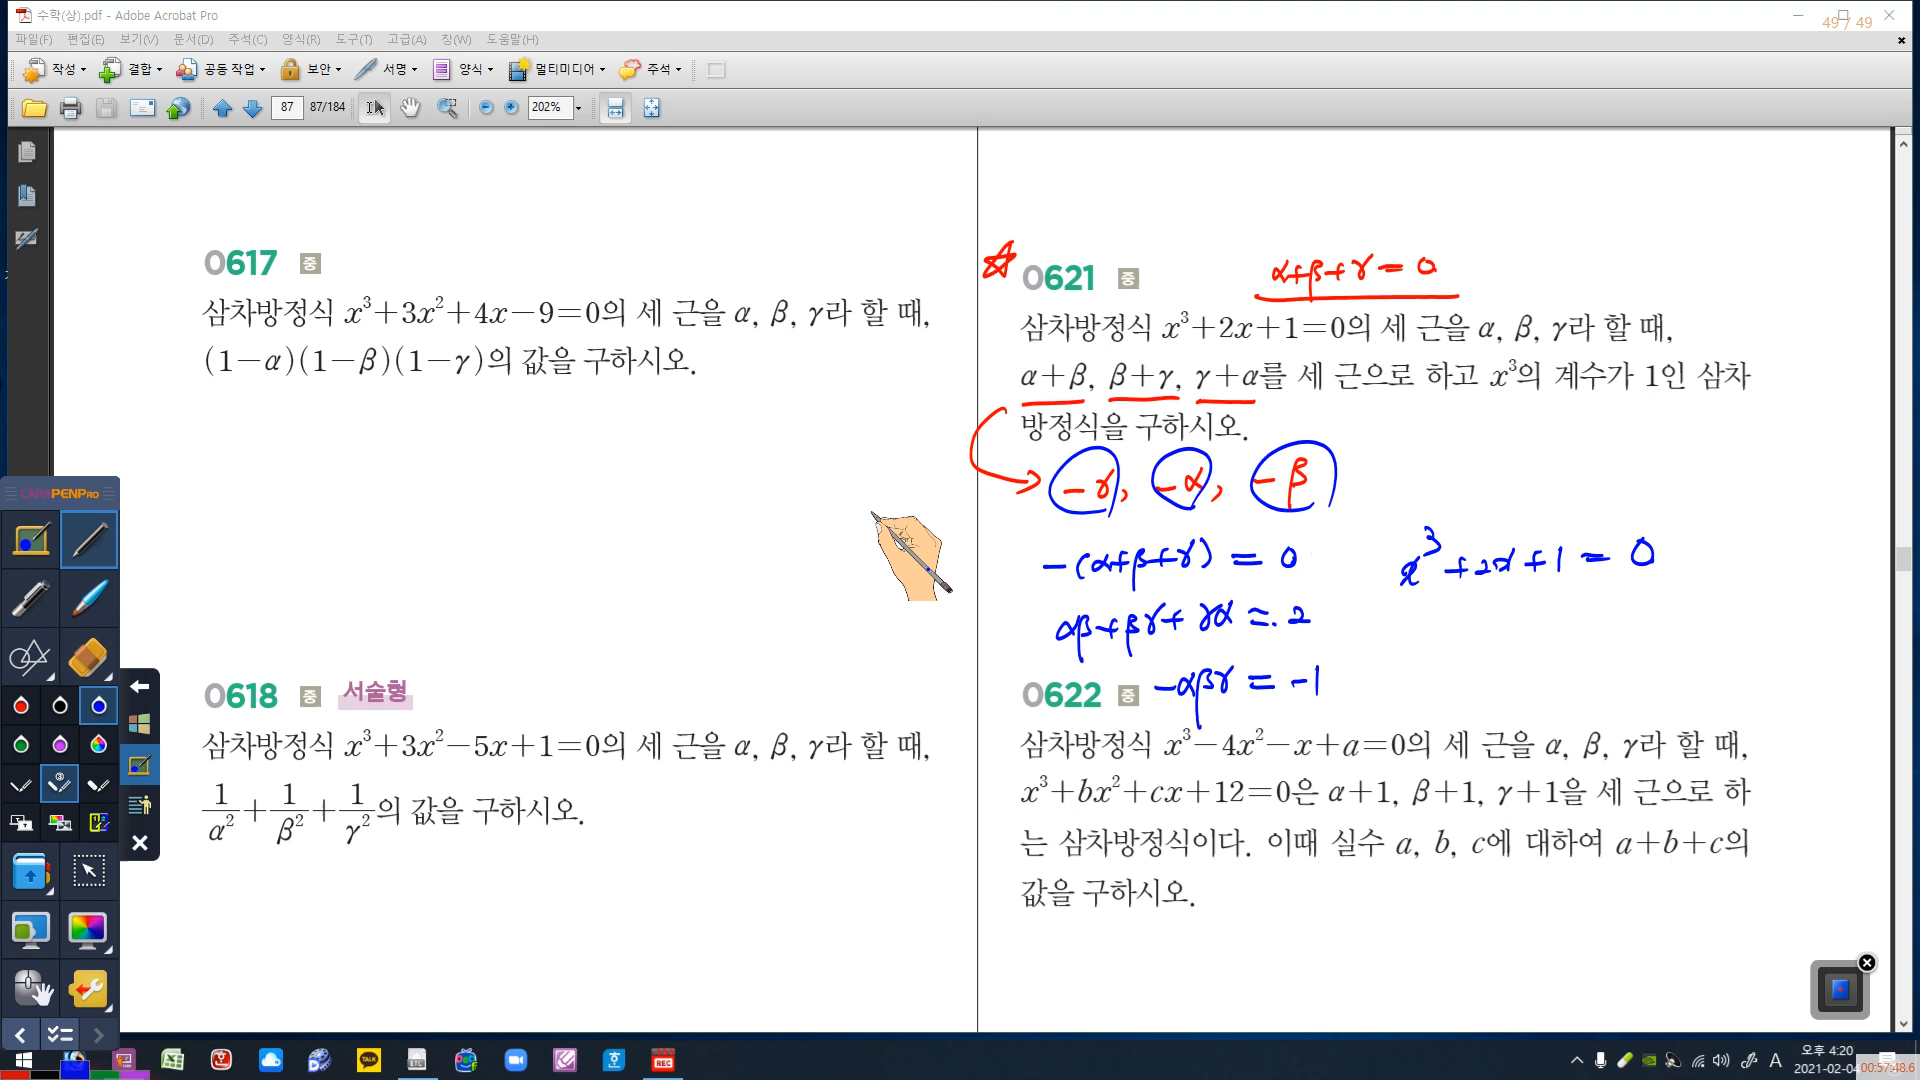 수학(상).pdf - Adobe Acrobat Pro
49 / 49
파일(F) 편집(E) 보기(V) 문서(D) 주석(C) 양식(R) 도구(T) 고급(A) 창(W) 도움말(H)
작성 결합 공동 작업 보안 서명 양식 멀티미디어 주석
87 87/184 202%
0617 중
삼차방정식 x³+3x²+4x−9=0의 세 근을 α, β, γ라 할 때,
(1−α)(1−β)(1−γ)의 값을 구하시오.
0618 중 서술형
삼차방정식 x³+3x²−5x+1=0의 세 근을 α, β, γ라 할 때,
1/α²+1/β²+1/γ²의 값을 구하시오.
0621 중
α+β+γ=0
삼차방정식 x³+2x+1=0의 세 근을 α, β, γ라 할 때,
α+β, β+γ, γ+α를 세 근으로 하고 x³의 계수가 1인 삼차
방정식을 구하시오.
−γ, −α, −β
−(α+β+γ)=0
x³+2x+1=0
αβ+βγ+γα=2
−αβγ=−1
0622 중
삼차방정식 x³−4x²−x+a=0의 세 근을 α, β, γ라 할 때,
x³+bx²+cx+12=0은 α+1, β+1, γ+1을 세 근으로 하
는 삼차방정식이다. 이때 실수 a, b, c에 대하여 a+b+c의
값을 구하시오.
CARAPENPRO
TALK
REC
A
오후 4:20
2021-02-04
00:57:48.6